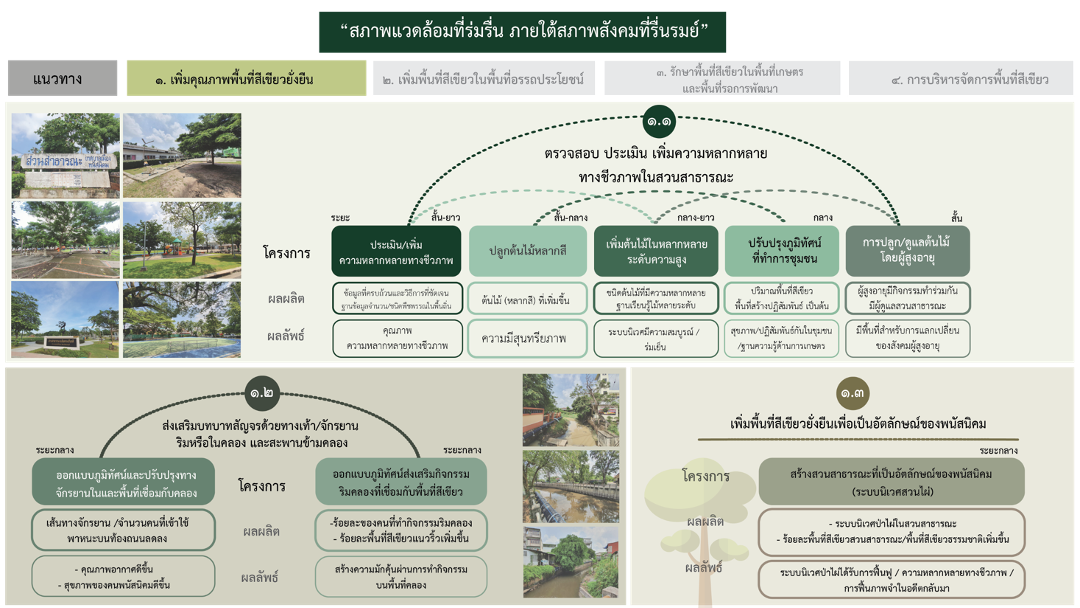 “สภาพแวดล้อมที่ร่มรื่น ภายใต้สภาพสังคมที่รื่นรมย์”
แนวทาง
๑. เพิ่มคุณภาพพื้นที่สีเขียวยั่งยืน
๒. เพิ่มพื้นที่สีเขียวในพื้นที่อรรถประโยชน์
๓. รักษาพื้นที่สีเขียวในพื้นที่เกษตร
และพื้นที่รอการพัฒนา
๔. การบริหารจัดการพื้นที่สีเขียว
สวนสาธารณะ
๑.๑
ตรวจสอบ ประเมิน เพิ่มความหลากหลาย
ทางชีวภาพในสวนสาธารณะ
ระยะ
สั้น-ยาว
สั้น-กลาง
กลาง-ยาว
กลาง
สั้น
โครงการ
ประเมิน/เพิ่ม
ความหลากหลายทางชีวภาพ
ปลูกต้นไม้หลากสี
เพิ่มต้นไม้ในหลากหลาย
ระดับความสูง
ปรับปรุงภูมิทัศน์
ที่ทำการชุมชน
การปลูก/ดูแลต้นไม้
โดยผู้สูงอายุ
ผลผลิต
ข้อมูลที่ครบถ้วนและวิธีการที่ชัดเจน
ฐานข้อมูลจำนวน/ชนิดพืชพรรณในพื้นถิ่น
ต้นไม้ (หลากสี) ที่เพิ่มขึ้น
ชนิดต้นไม้ที่มีความหลากหลาย
ฐานเรียนรู้ไม้หลายระดับ
ปริมาณพื้นที่สีเขียว
พื้นที่สร้างปฏิสัมพันธ์ เป็นต้น
ผู้สูงอายุมีกิจกรรมทำร่วมกัน
มีผู้ดูแลสวนสาธารณะ
ผลลัพธ์
คุณภาพ
ความหลากหลายทางชีวภาพ
ความมีสุนทรียภาพ
ระบบนิเวศมีความสมบูรณ์ /
ร่มเย็น
สุขภาพ/ปฏิสัมพันธ์กับในชุมชน
/ฐานความรู้ด้านการเกษตร
มีพื้นที่สำหรับการแลกเปลี่ยน
ของสังคมผู้สูงอายุ
๑.๒
ส่งเสริมบทบาทสัญจรด้วยทางเท้า/จักรยาน
ริมหรือในคลอง และสะพานข้ามคลอง
ระยะกลาง
ระยะกลาง
ออกแบบภูมิทัศน์และปรับปรุงทาง
จักรยานในและพื้นที่เชื่อมกับคลอง
โครงการ
ออกแบบภูมิทัศน์ส่งเสริมกิจกรรม
ริมคลองที่เชื่อมกับพื้นที่สีเขียว
เส้นทางจักรยาน /จำนวนคนที่เข้าใช้
พาหนะบนท้องถนนลดลง
ผลผลิต
-ร้อยละของคนที่ทำกิจกรรมริมคลอง
- ร้อยละพื้นที่สีเขียวแนวริ้วเพิ่มขึ้น
- คุณภาพอากาศดีขึ้น
- สุขภาพของคนพนัสนิคมดีขึ้น
ผลลัพธ์
สร้างความมักคุ้นผ่านการทำกิจกรรม
บนพื้นที่คลอง
๑.๓
เพิ่มพื้นที่สีเขียวยั่งยืนเพื่อเป็นอัตลักษณ์ของพนัสนิคม
ระยะกลาง
โครงการ
สร้างสวนสาธารณะที่เป็นอัตลักษณ์ของพนัสนิคม
(ระบบนิเวศสวนไผ่)
ผลผลิต
- ระบบนิเวศป่าไผ่ในสวนสาธารณะ
- ร้อยละพื้นที่สีเขียวสวนสาธารณะ/พื้นที่สีเขียวธรรมชาติเพิ่มขึ้น
ผลลัพธ์
ระบบนิเวศป่าไผ่ได้รับการฟื้นฟู / ความหลากหลายทางชีวภาพ /
การฟื้นภาพจำในอดีตกลับมา